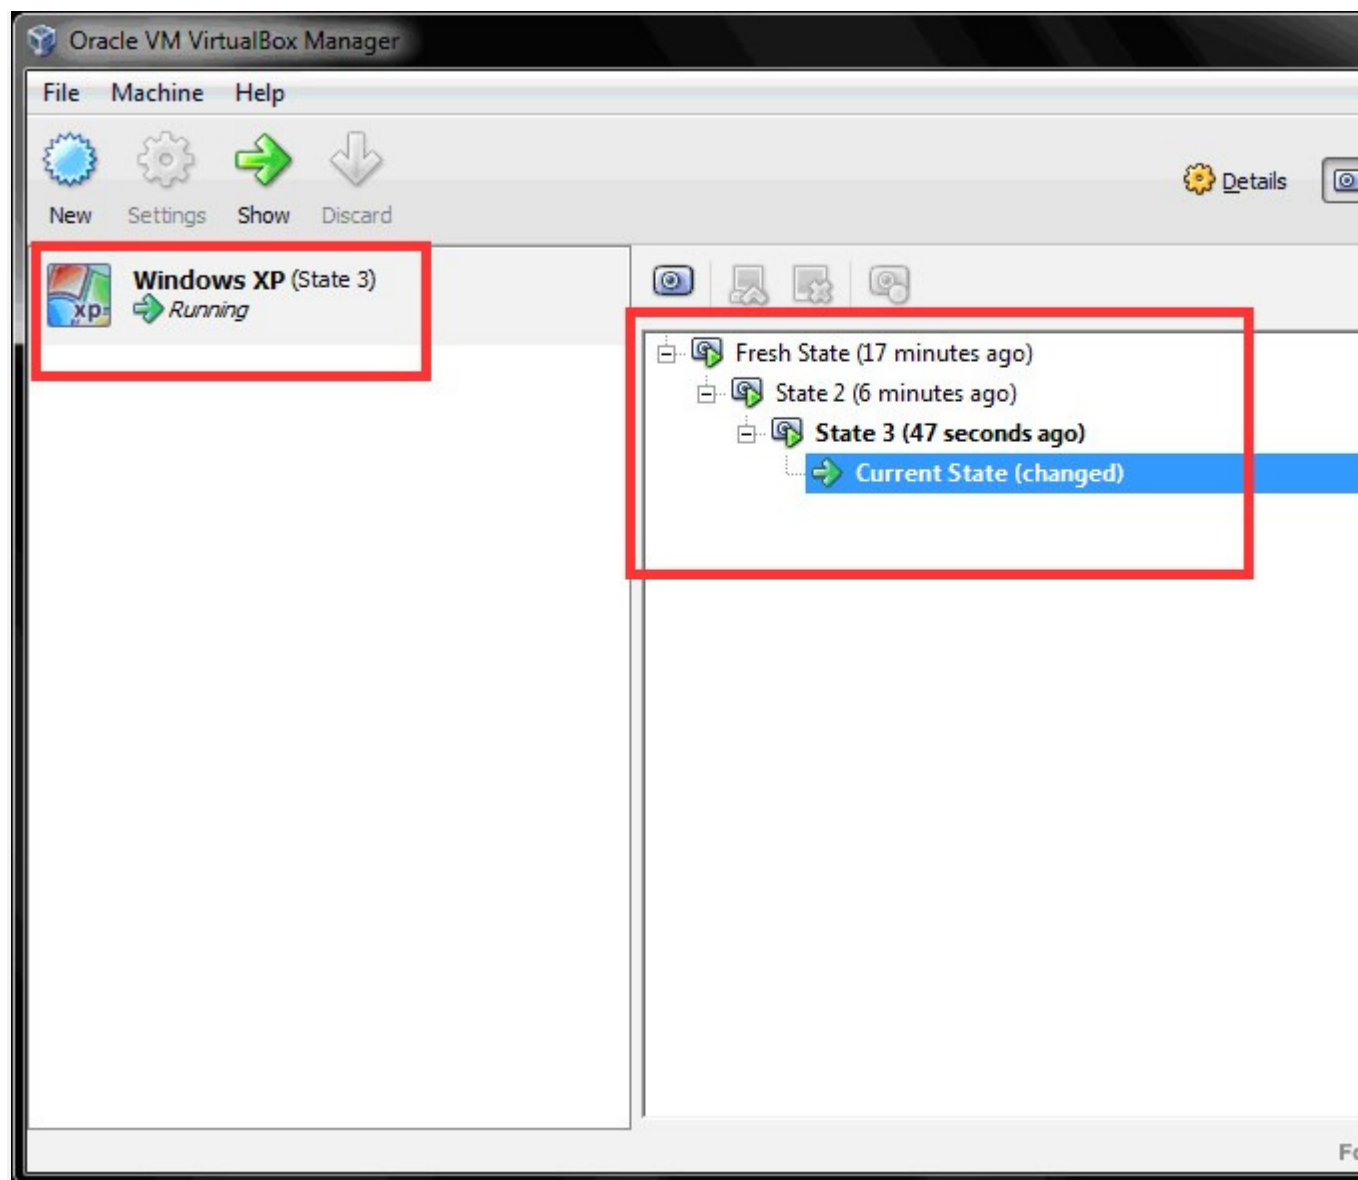 Oracle VM VirtualBox Manager
File Machine Help
New Settings Show Discard
Details
Windows XP (State 3)
Running
xp
Fresh State (17 minutes ago)
State 2 (6 minutes ago)
State 3 (47 seconds ago)
Current State (changed)